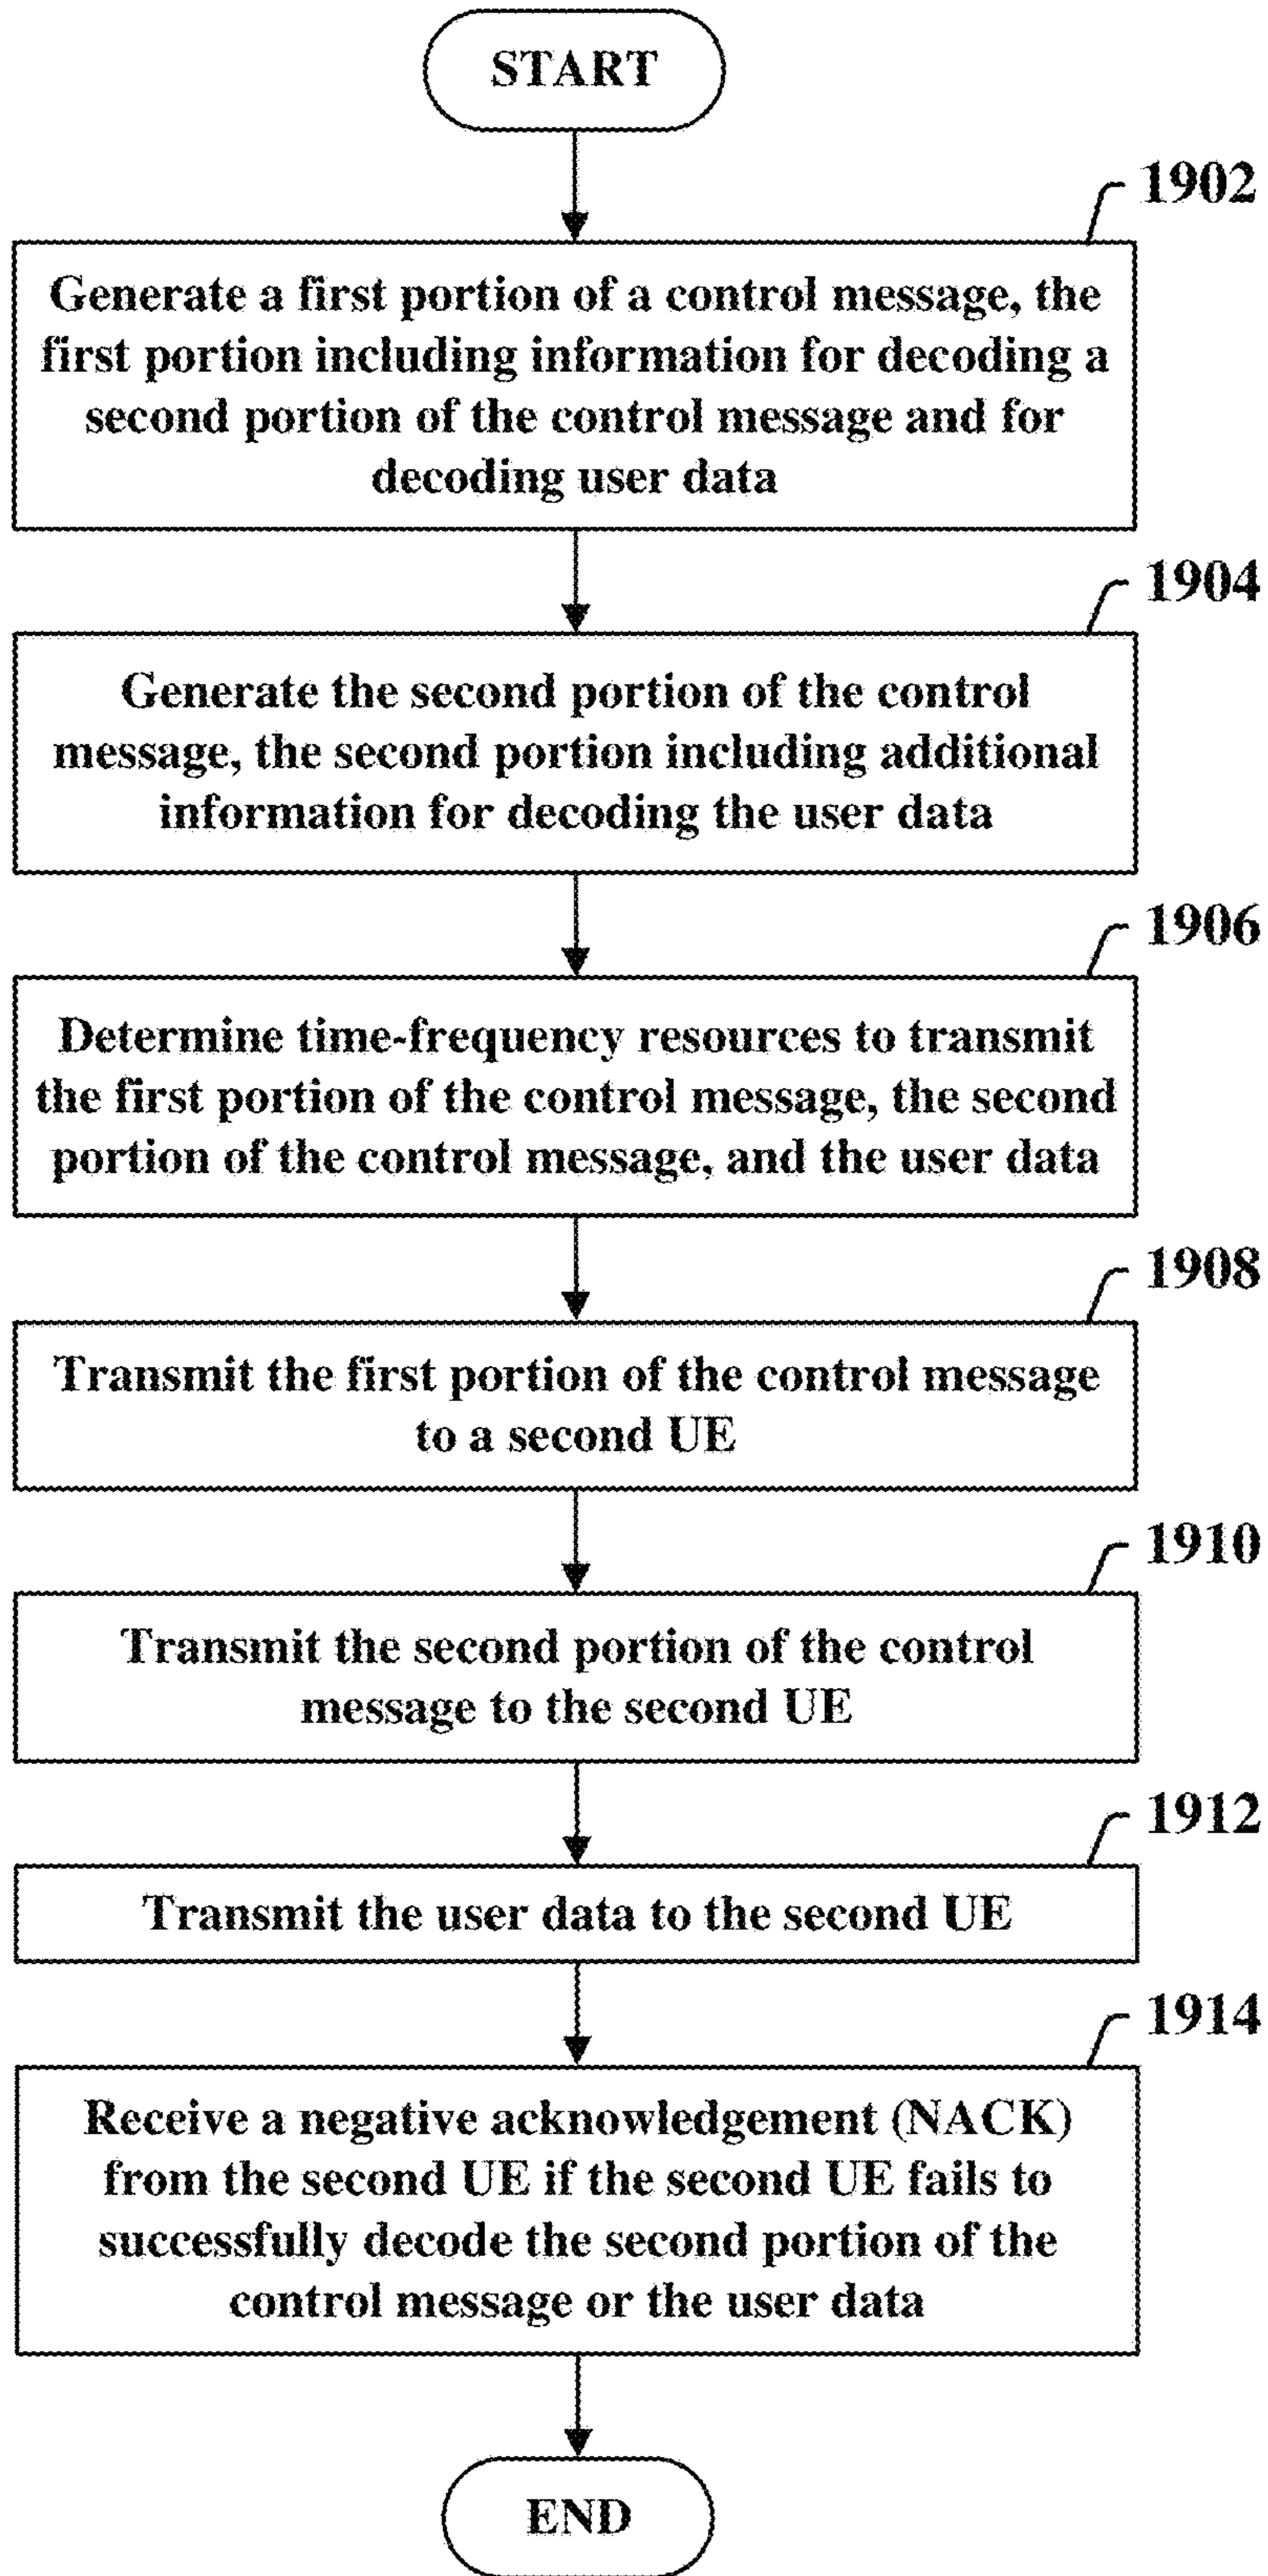 START
1902
Generate a first portion of a control message, the
first portion including information for decoding a
second portion of the control message and for
decoding user data
1904
Generate the second portion of the control
message, the second portion including additional
information for decoding the user data
1906
Determine time-frequency resources to transmit
the first portion of the control message, the second
portion of the control message, and the user data
1908
Transmit the first portion of the control message
to a second UE
1910
Transmit the second portion of the control
message to the second UE
1912
Transmit the user data to the second UE
1914
Receive a negative acknowledgement (NACK)
from the second UE if the second UE fails to
successfully decode the second portion of the
control message or the user data
END